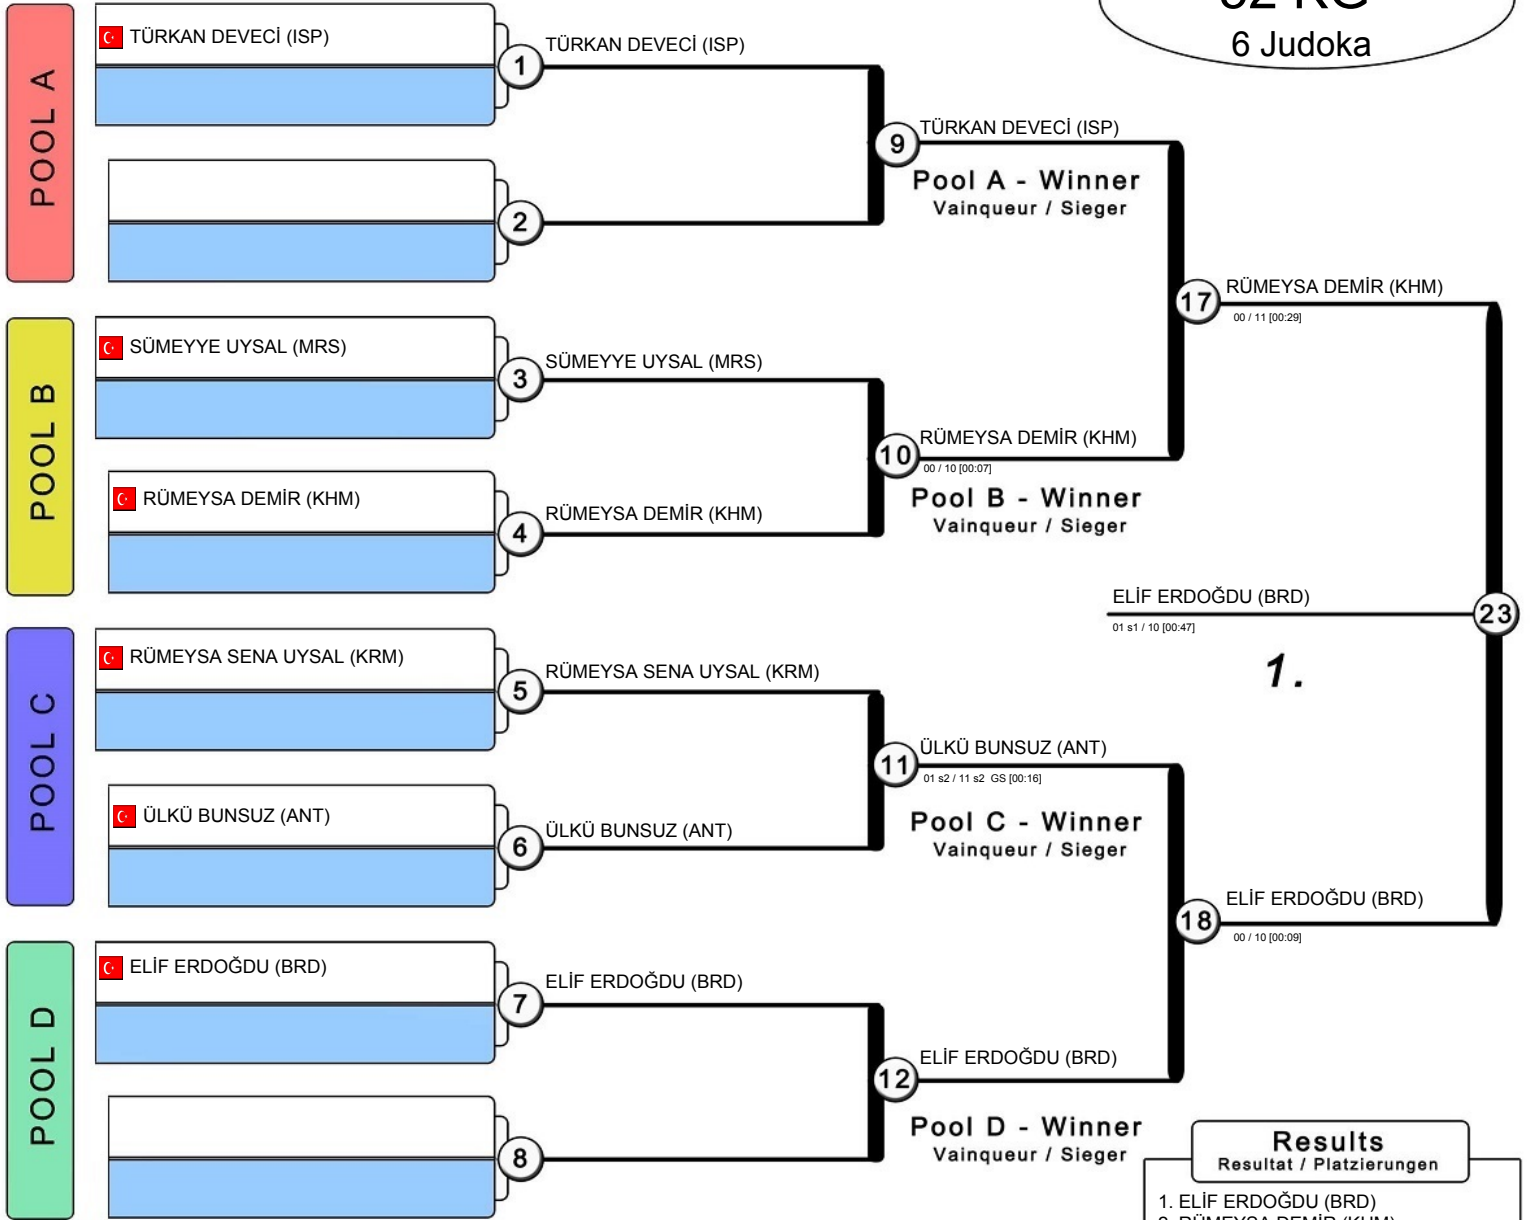 6 Judoka
POOL A
TÜRKAN DEVECİ (ISP)
1
TÜRKAN DEVECİ (ISP)
2
9
TÜRKAN DEVECİ (ISP)
Pool A - Winner
Vainqueur / Sieger
POOL B
SÜMEYYE UYSAL (MRS)
3
SÜMEYYE UYSAL (MRS)
RÜMEYSA DEMİR (KHM)
4
RÜMEYSA DEMİR (KHM)
10
RÜMEYSA DEMİR (KHM)
00 / 10 [00:07]
Pool B - Winner
Vainqueur / Sieger
17
RÜMEYSA DEMİR (KHM)
00 / 11 [00:29]
POOL C
RÜMEYSA SENA UYSAL (KRM)
5
RÜMEYSA SENA UYSAL (KRM)
ÜLKÜ BUNSUZ (ANT)
6
ÜLKÜ BUNSUZ (ANT)
11
ÜLKÜ BUNSUZ (ANT)
01 s2 / 11 s2 GS [00:16]
Pool C - Winner
Vainqueur / Sieger
POOL D
ELİF ERDOĞDU (BRD)
7
ELİF ERDOĞDU (BRD)
8
12
ELİF ERDOĞDU (BRD)
Pool D - Winner
Vainqueur / Sieger
18
ELİF ERDOĞDU (BRD)
00 / 10 [00:09]
ELİF ERDOĞDU (BRD)
23
01 s1 / 10 [00:47]
1.
Results
Resultat / Platzierungen
1. ELİF ERDOĞDU (BRD)